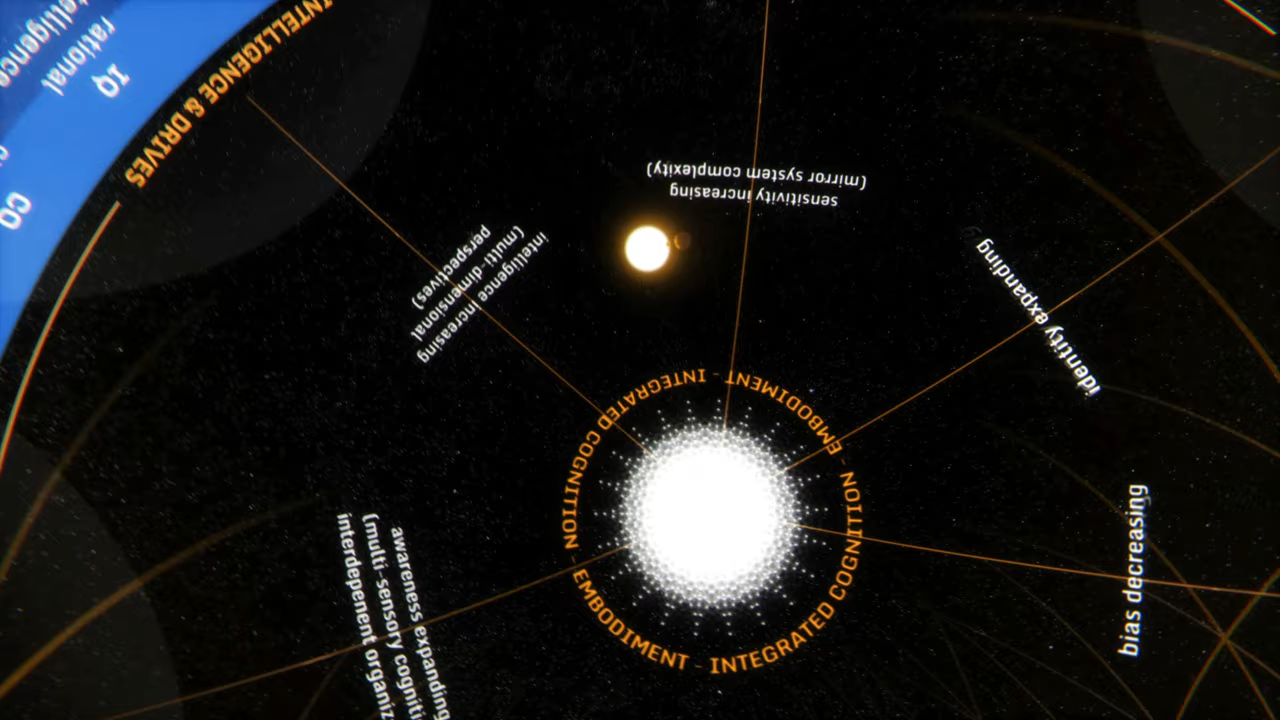 INTELLIGENCE & DRIVES
IQ
rational
CO
sensitivity increasing
(mirror system complexity)
intelligence increasing
(multi-dimensional
perspectives)
identity expanding
bias decreasing
awareness expanding
(multi-sensory cogniti
interdepenent organiz
EMBODIMENT - INTEGRATED COGNITION - EMBODIMENT - INTEGRATED COGNITION